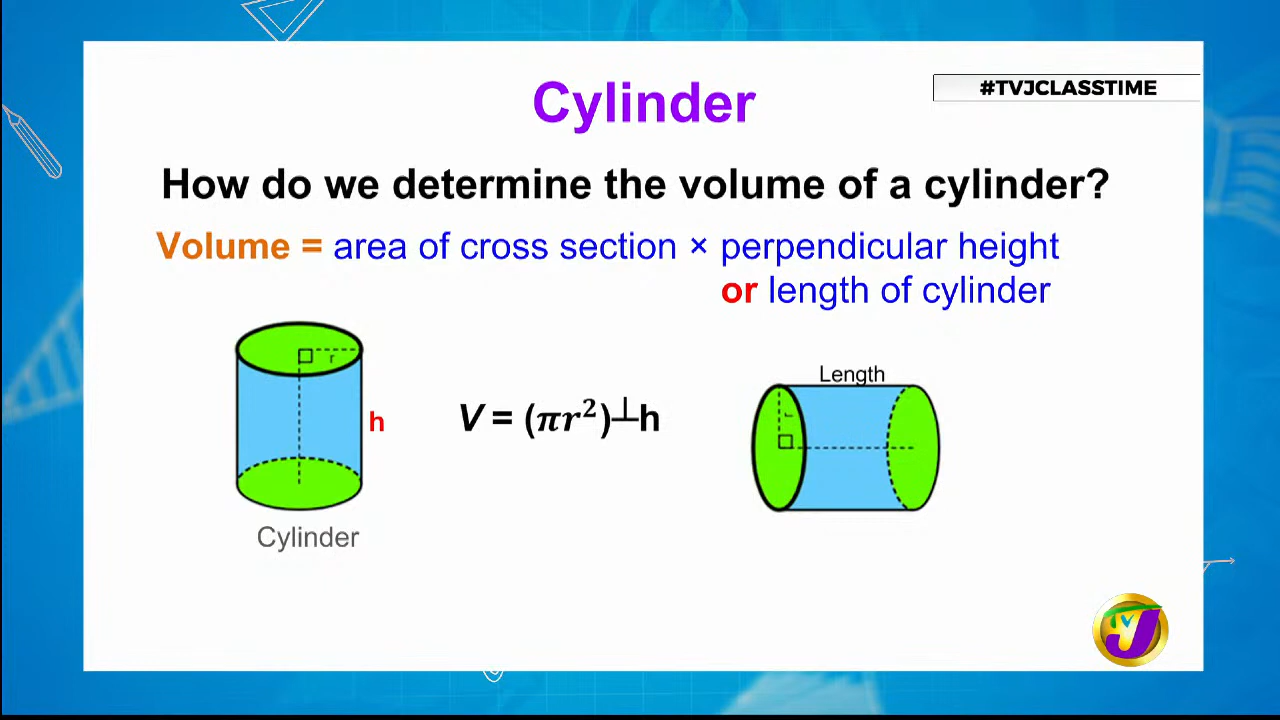 Cylinder
#TVJCLASSTIME
How do we determine the volume of a cylinder?
Volume = area of cross section × perpendicular height
or length of cylinder
r
h
V = (πr²)⊥h
Length
r
Cylinder
TVJ